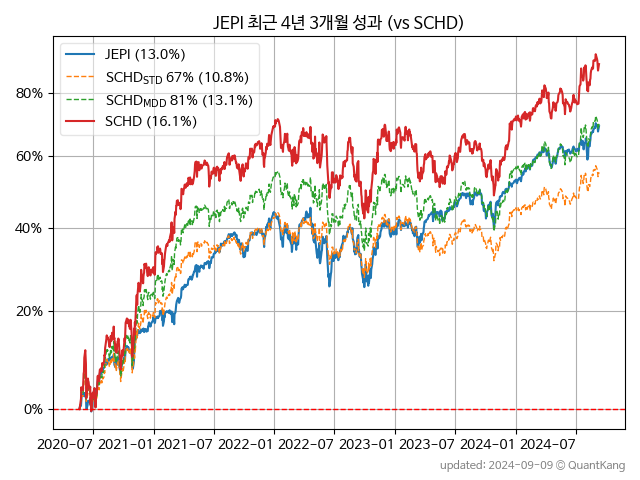 JEPI 최근 4년 3개월 성과 (vs SCHD)
JEPI (13.0%)
SCHD_STD 67% (10.8%)
SCHD_MDD 81% (13.1%)
SCHD (16.1%)
80%
60%
40%
20%
0%
2020-07 2021-01 2021-07 2022-01 2022-07 2023-01 2023-07 2024-01 2024-07
updated: 2024-09-09 © QuantKang